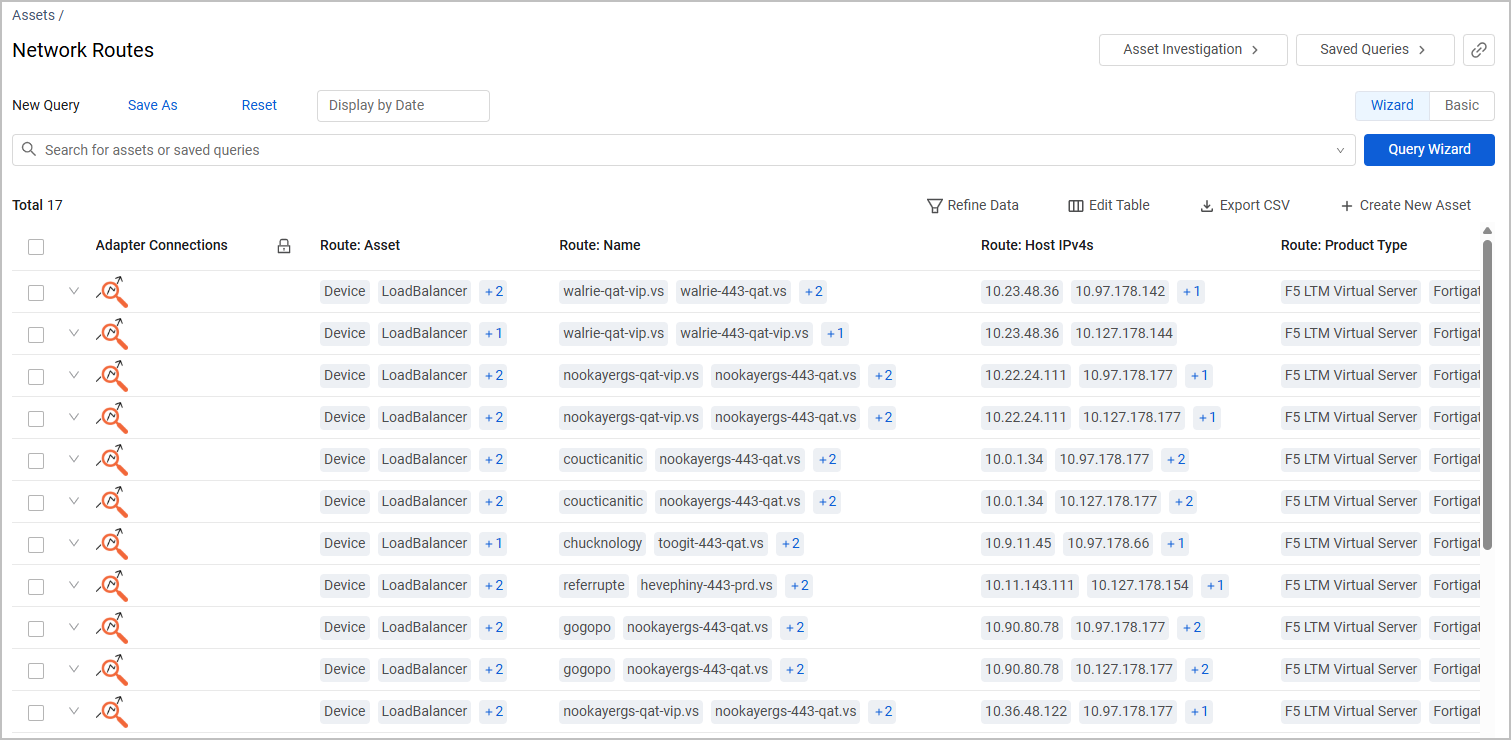 Assets /
Network Routes
Asset Investigation >
Saved Queries >
New Query Save As Reset Display by Date Wizard Basic
Search for assets or saved queries Query Wizard
Total 17 Refine Data Edit Table Export CSV + Create New Asset
Adapter Connections Route: Asset Route: Name Route: Host IPv4s Route: Product Type
Device LoadBalancer +2 walrie-qat-vip.vs walrie-443-qat.vs +2 10.23.48.36 10.97.178.142 +1 F5 LTM Virtual Server Fortigat
Device LoadBalancer +1 walrie-qat-vip.vs walrie-443-qat-vip.vs +1 10.23.48.36 10.127.178.144 F5 LTM Virtual Server Fortigat
Device LoadBalancer +2 nookayergs-qat-vip.vs nookayergs-443-qat.vs +2 10.22.24.111 10.97.178.177 +1 F5 LTM Virtual Server Fortigat
Device LoadBalancer +2 nookayergs-qat-vip.vs nookayergs-443-qat.vs +2 10.22.24.111 10.127.178.177 +1 F5 LTM Virtual Server Fortigat
Device LoadBalancer +2 coucticanitic nookayergs-443-qat.vs +2 10.0.1.34 10.97.178.177 +2 F5 LTM Virtual Server Fortigat
Device LoadBalancer +2 coucticanitic nookayergs-443-qat.vs +2 10.0.1.34 10.127.178.177 +2 F5 LTM Virtual Server Fortigat
Device LoadBalancer +1 chucknology toogit-443-qat.vs +2 10.9.11.45 10.97.178.66 +1 F5 LTM Virtual Server Fortigat
Device LoadBalancer +2 referrupte hevephiny-443-prd.vs +2 10.11.143.111 10.127.178.154 +1 F5 LTM Virtual Server Fortigat
Device LoadBalancer +2 gogopo nookayergs-443-qat.vs +2 10.90.80.78 10.97.178.177 +2 F5 LTM Virtual Server Fortigat
Device LoadBalancer +2 gogopo nookayergs-443-qat.vs +2 10.90.80.78 10.127.178.177 +2 F5 LTM Virtual Server Fortigat
Device LoadBalancer +2 nookayergs-qat-vip.vs nookayergs-443-qat.vs +2 10.36.48.122 10.97.178.177 +1 F5 LTM Virtual Server Fortigat